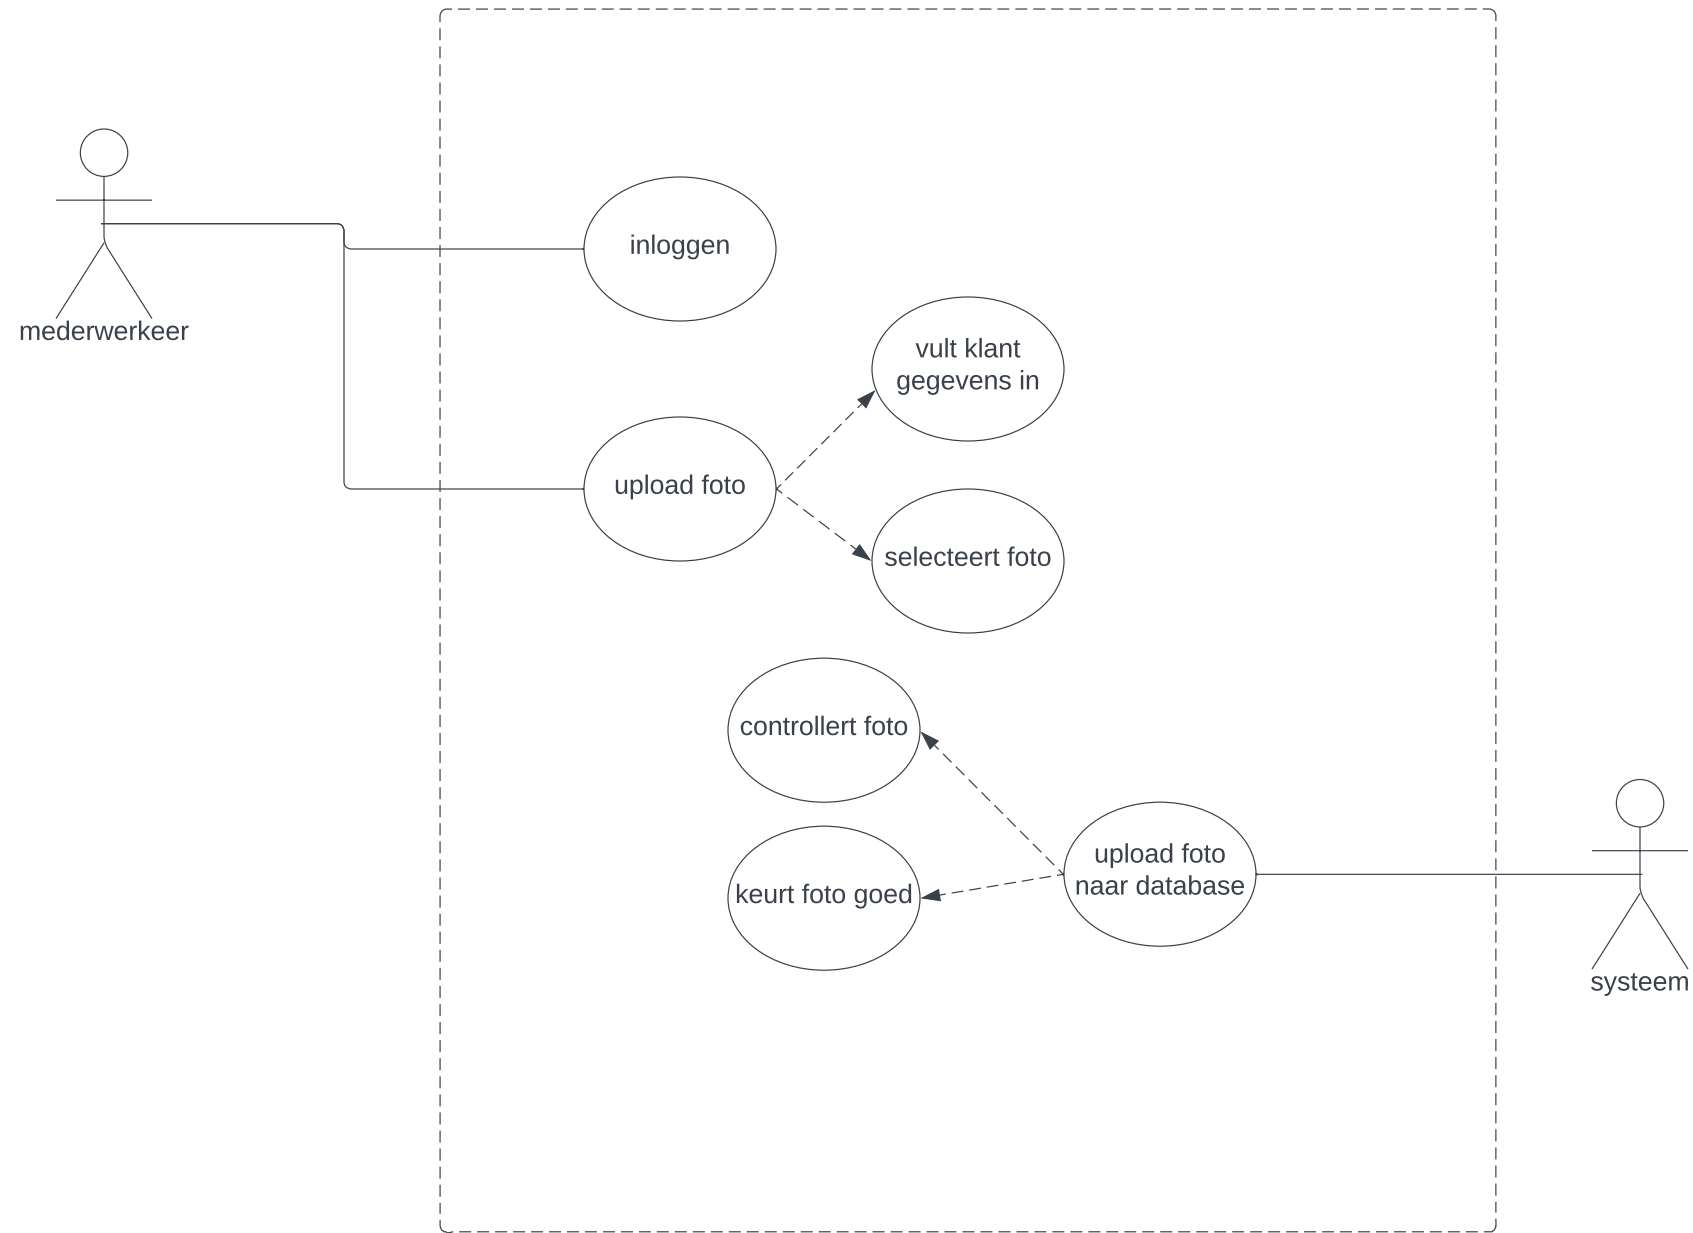 inloggen
mederwerkeer
vult klant
gegevens in
upload foto
selecteert foto
controllert foto
upload foto
naar database
keurt foto goed
systeem